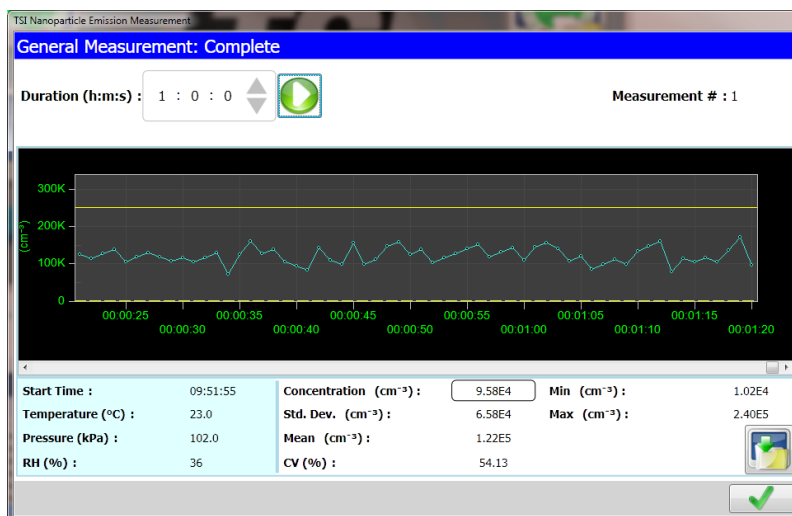 TSI Nanoparticle Emission Measurement
General Measurement: Complete
Duration (h:m:s) : 1 : 0 : 0 Measurement # : 1
300K
200K
(cm⁻³)
100K
0
00:00:25 00:00:35 00:00:45 00:00:55 00:01:05 00:01:15
00:00:30 00:00:40 00:00:50 00:01:00 00:01:10 00:01:20
Start Time : 09:51:55 Concentration (cm⁻³) : 9.58E4 Min (cm⁻³) : 1.02E4
Temperature (°C) : 23.0 Std. Dev. (cm⁻³) : 6.58E4 Max (cm⁻³) : 2.40E5
Pressure (kPa) : 102.0 Mean (cm⁻³) : 1.22E5
RH (%) : 36 CV (%) : 54.13